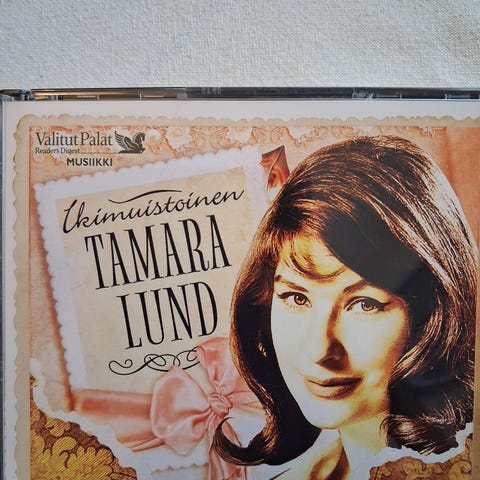 Valitut Palat
Reader's Digest
MUSIIKKI
Ikimuistoinen
TAMARA
LUND